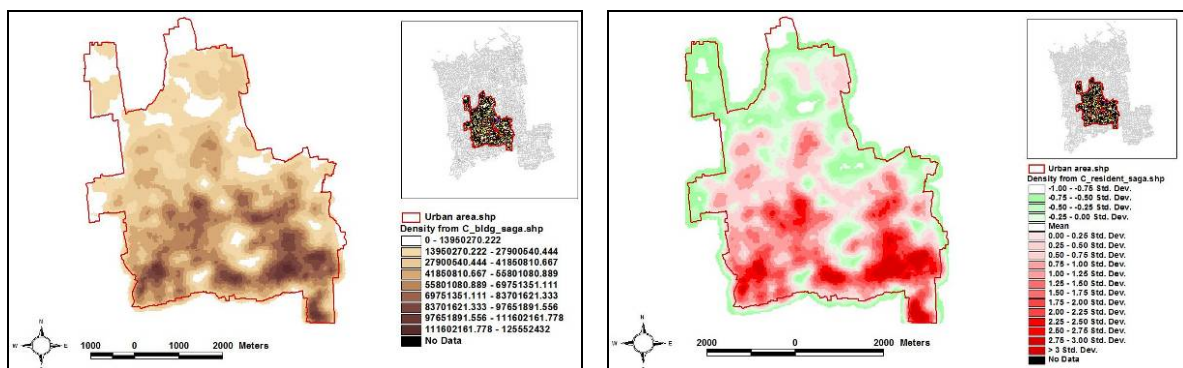 Urban area.shp
Density from C_bldg_saga.shp
0 - 13950270.222
13950270.222 - 27900540.444
27900540.444 - 41850810.667
41850810.667 - 55801080.889
55801080.889 - 69751351.111
69751351.111 - 83701621.333
83701621.333 - 97651891.556
97651891.556 - 111602161.778
111602161.778 - 125552432
No Data
N
W E
S
1000 0 1000 2000 Meters
Urban area.shp
Density from C_resident_saga.shp
-1.00 - -0.75 Std. Dev.
-0.75 - -0.50 Std. Dev.
-0.50 - -0.25 Std. Dev.
-0.25 - 0.00 Std. Dev.
Mean
0.00 - 0.25 Std. Dev.
0.25 - 0.50 Std. Dev.
0.50 - 0.75 Std. Dev.
0.75 - 1.00 Std. Dev.
1.00 - 1.25 Std. Dev.
1.25 - 1.50 Std. Dev.
1.50 - 1.75 Std. Dev.
1.75 - 2.00 Std. Dev.
2.00 - 2.25 Std. Dev.
2.25 - 2.50 Std. Dev.
2.50 - 2.75 Std. Dev.
2.75 - 3.00 Std. Dev.
> 3 Std. Dev.
No Data
N
W E
S
2000 0 2000 Meters